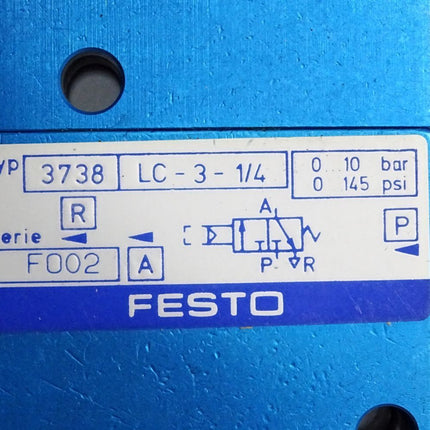 yp 3738 LC-3-1/4 0...10 bar
0 145 psi
R A P
erie
F002 A P R
FESTO